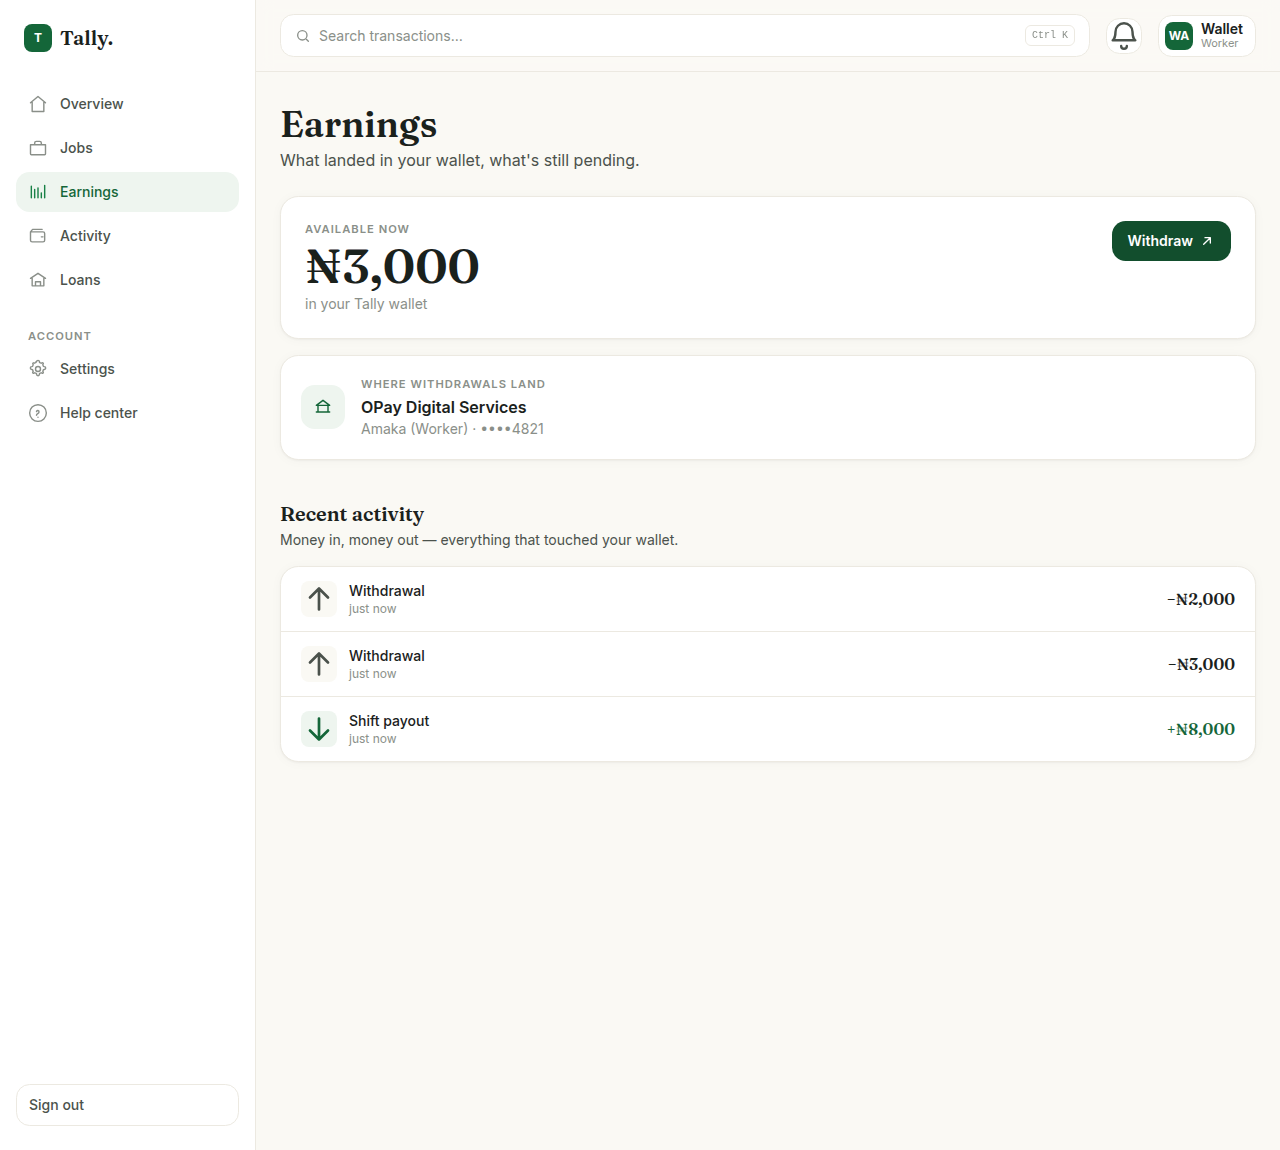 T Tally.
Overview
Jobs
Earnings
Activity
Loans
ACCOUNT
Settings
Help center
Sign out
Search transactions...
Ctrl K
WA Wallet
Worker
Earnings
What landed in your wallet, what's still pending.
AVAILABLE NOW
₦3,000
in your Tally wallet
Withdraw
WHERE WITHDRAWALS LAND
OPay Digital Services
Amaka (Worker) · ••••4821
Recent activity
Money in, money out — everything that touched your wallet.
Withdrawal
just now
−₦2,000
Withdrawal
just now
−₦3,000
Shift payout
just now
+₦8,000